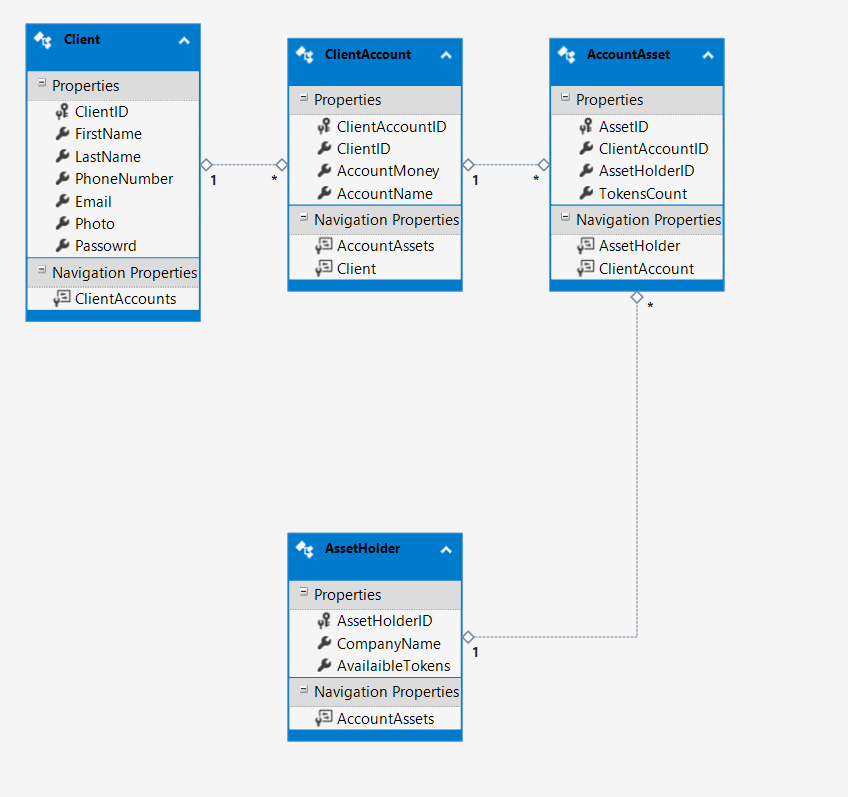 Client
Properties
ClientID
FirstName
LastName
PhoneNumber
Email
Photo
Passowrd
Navigation Properties
ClientAccounts
1
*
ClientAccount
Properties
ClientAccountID
ClientID
AccountMoney
AccountName
Navigation Properties
AccountAssets
Client
1
*
AccountAsset
Properties
AssetID
ClientAccountID
AssetHolderID
TokensCount
Navigation Properties
AssetHolder
ClientAccount
*
AssetHolder
Properties
AssetHolderID
CompanyName
AvailaibleTokens
Navigation Properties
AccountAssets
1